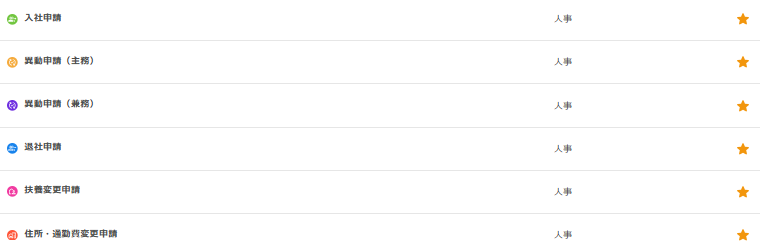 入社申請 人事
異動申請（主務） 人事
異動申請（兼務） 人事
退社申請 人事
扶養変更申請 人事
住所・通勤費変更申請 人事